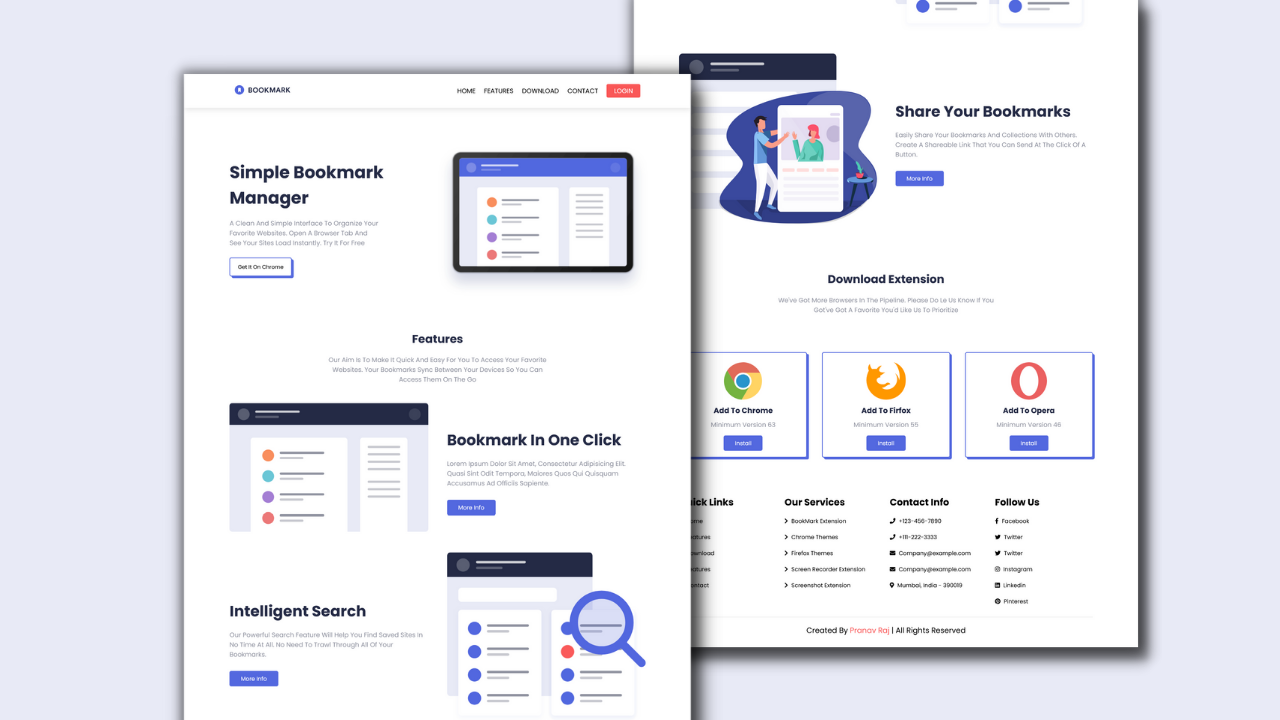 BOOKMARK
HOME FEATURES DOWNLOAD CONTACT LOGIN
Simple Bookmark
Manager
A Clean And Simple Interface To Organize Your
Favorite Websites. Open A Browser Tab And
See Your Sites Load Instantly. Try It For Free
Get It On Chrome
Features
Our Aim Is To Make It Quick And Easy For You To Access Your Favorite
Websites. Your Bookmarks Sync Between Your Devices So You Can
Access Them On The Go
Bookmark In One Click
Lorem Ipsum Dolor Sit Amet, Consectetur Adipisicing Elit.
Quasi Sint Odit Tempora, Maiores Quos Qui Quisquam
Accusamus Ad Officiis Sapiente.
More Info
Intelligent Search
Our Powerful Search Feature Will Help You Find Saved Sites In
No Time At All. No Need To Trawl Through All Of Your
Bookmarks.
More Info
Share Your Bookmarks
Easily Share Your Bookmarks And Collections With Others.
Create A Shareable Link That You Can Send At The Click Of A
Button.
More Info
Download Extension
We've Got More Browsers In The Pipeline. Please Do Le Us Know If You
Got've Got A Favorite You'd Like Us To Prioritize
Add To Chrome
Minimum Version 63
Install
Add To Firfox
Minimum Version 55
Install
Add To Opera
Minimum Version 46
Install
Links
Our Services
BookMark Extension
Chrome Themes
Firefox Themes
Screen Recorder Extension
Screenshot Extension
Contact Info
+123-456-7890
+111-222-3333
Company@example.com
Company@example.com
Mumbai, India - 390019
Follow Us
Facebook
Twitter
Twitter
Instagram
LinkedIn
Pinterest
Created By Pranav Raj | All Rights Reserved